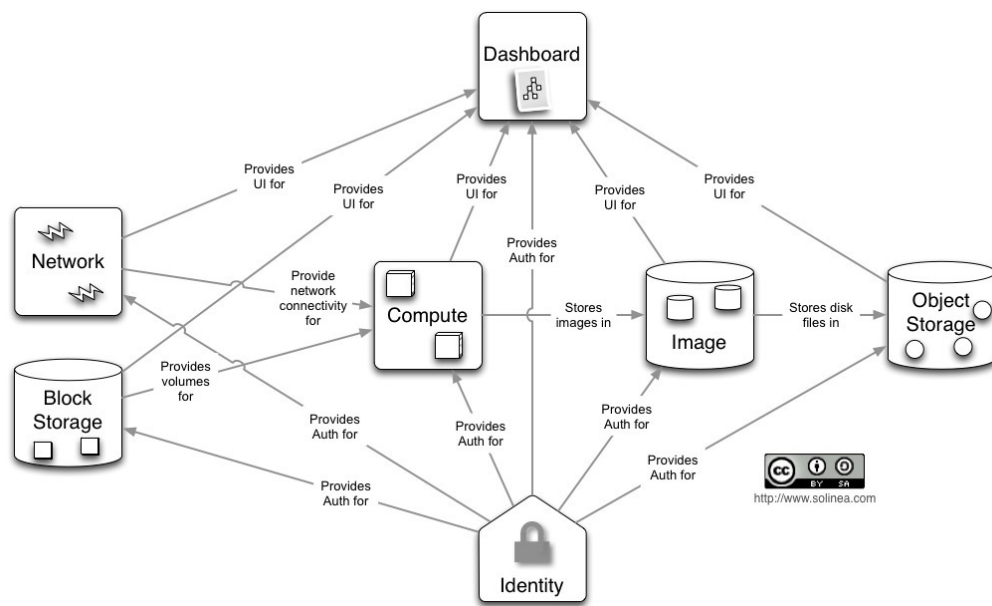 Dashboard
Provides
UI for
Provides
UI for
Provides
UI for
Provides
UI for
Provides
UI for
Provides
Auth for
Network
Provide
network
connectivity
for
Compute
Stores
images in
Image
Stores disk
files in
Object
Storage
Block
Storage
Provides
volumes
for
Provides
Auth for
Provides
Auth for
Provides
Auth for
Provides
Auth for
Provides
Auth for
cc
BY SA
http://www.solinea.com
Identity